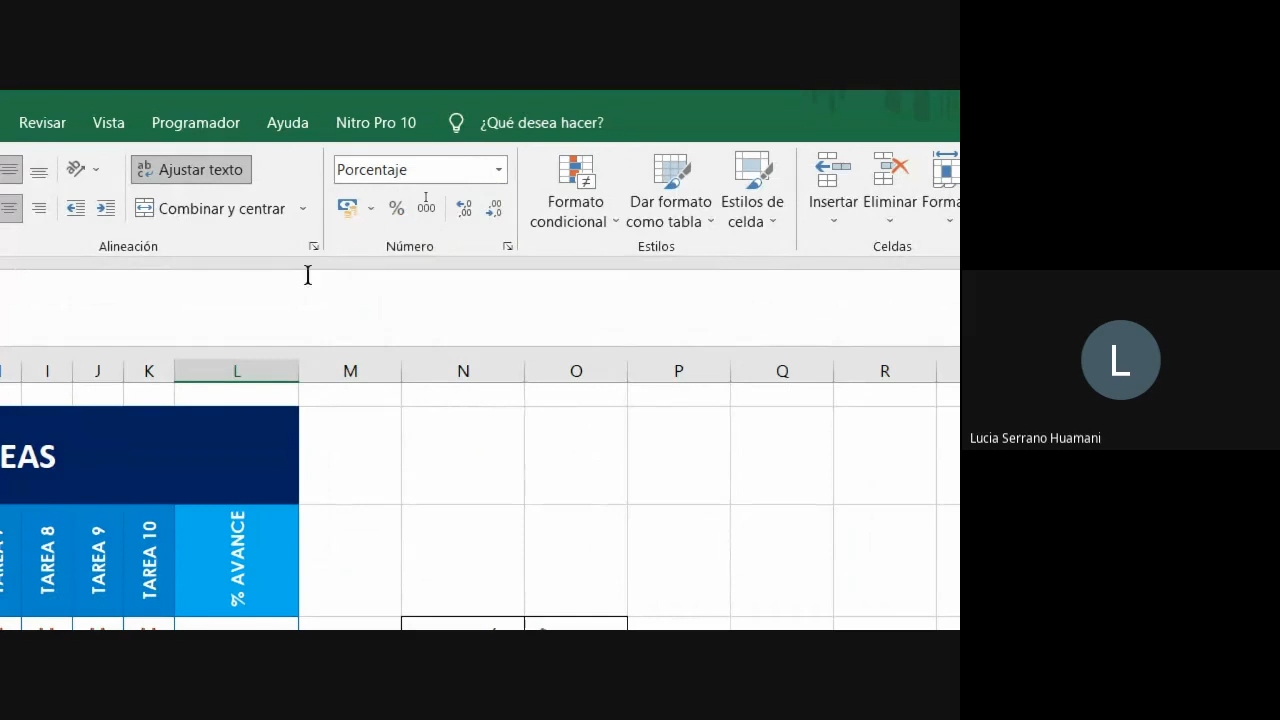 Revisar Vista Programador Ayuda Nitro Pro 10 ¿Qué desea hacer?
ab Ajustar texto Porcentaje
Combinar y centrar % 000
Formato condicional Dar formato como tabla Estilos de celda Insertar Eliminar Forma
Alineación Número Estilos Celdas
I J K L M N O P Q R
EAS
TAREA 8 TAREA 9 TAREA 10 % AVANCE
L
Lucia Serrano Huamani